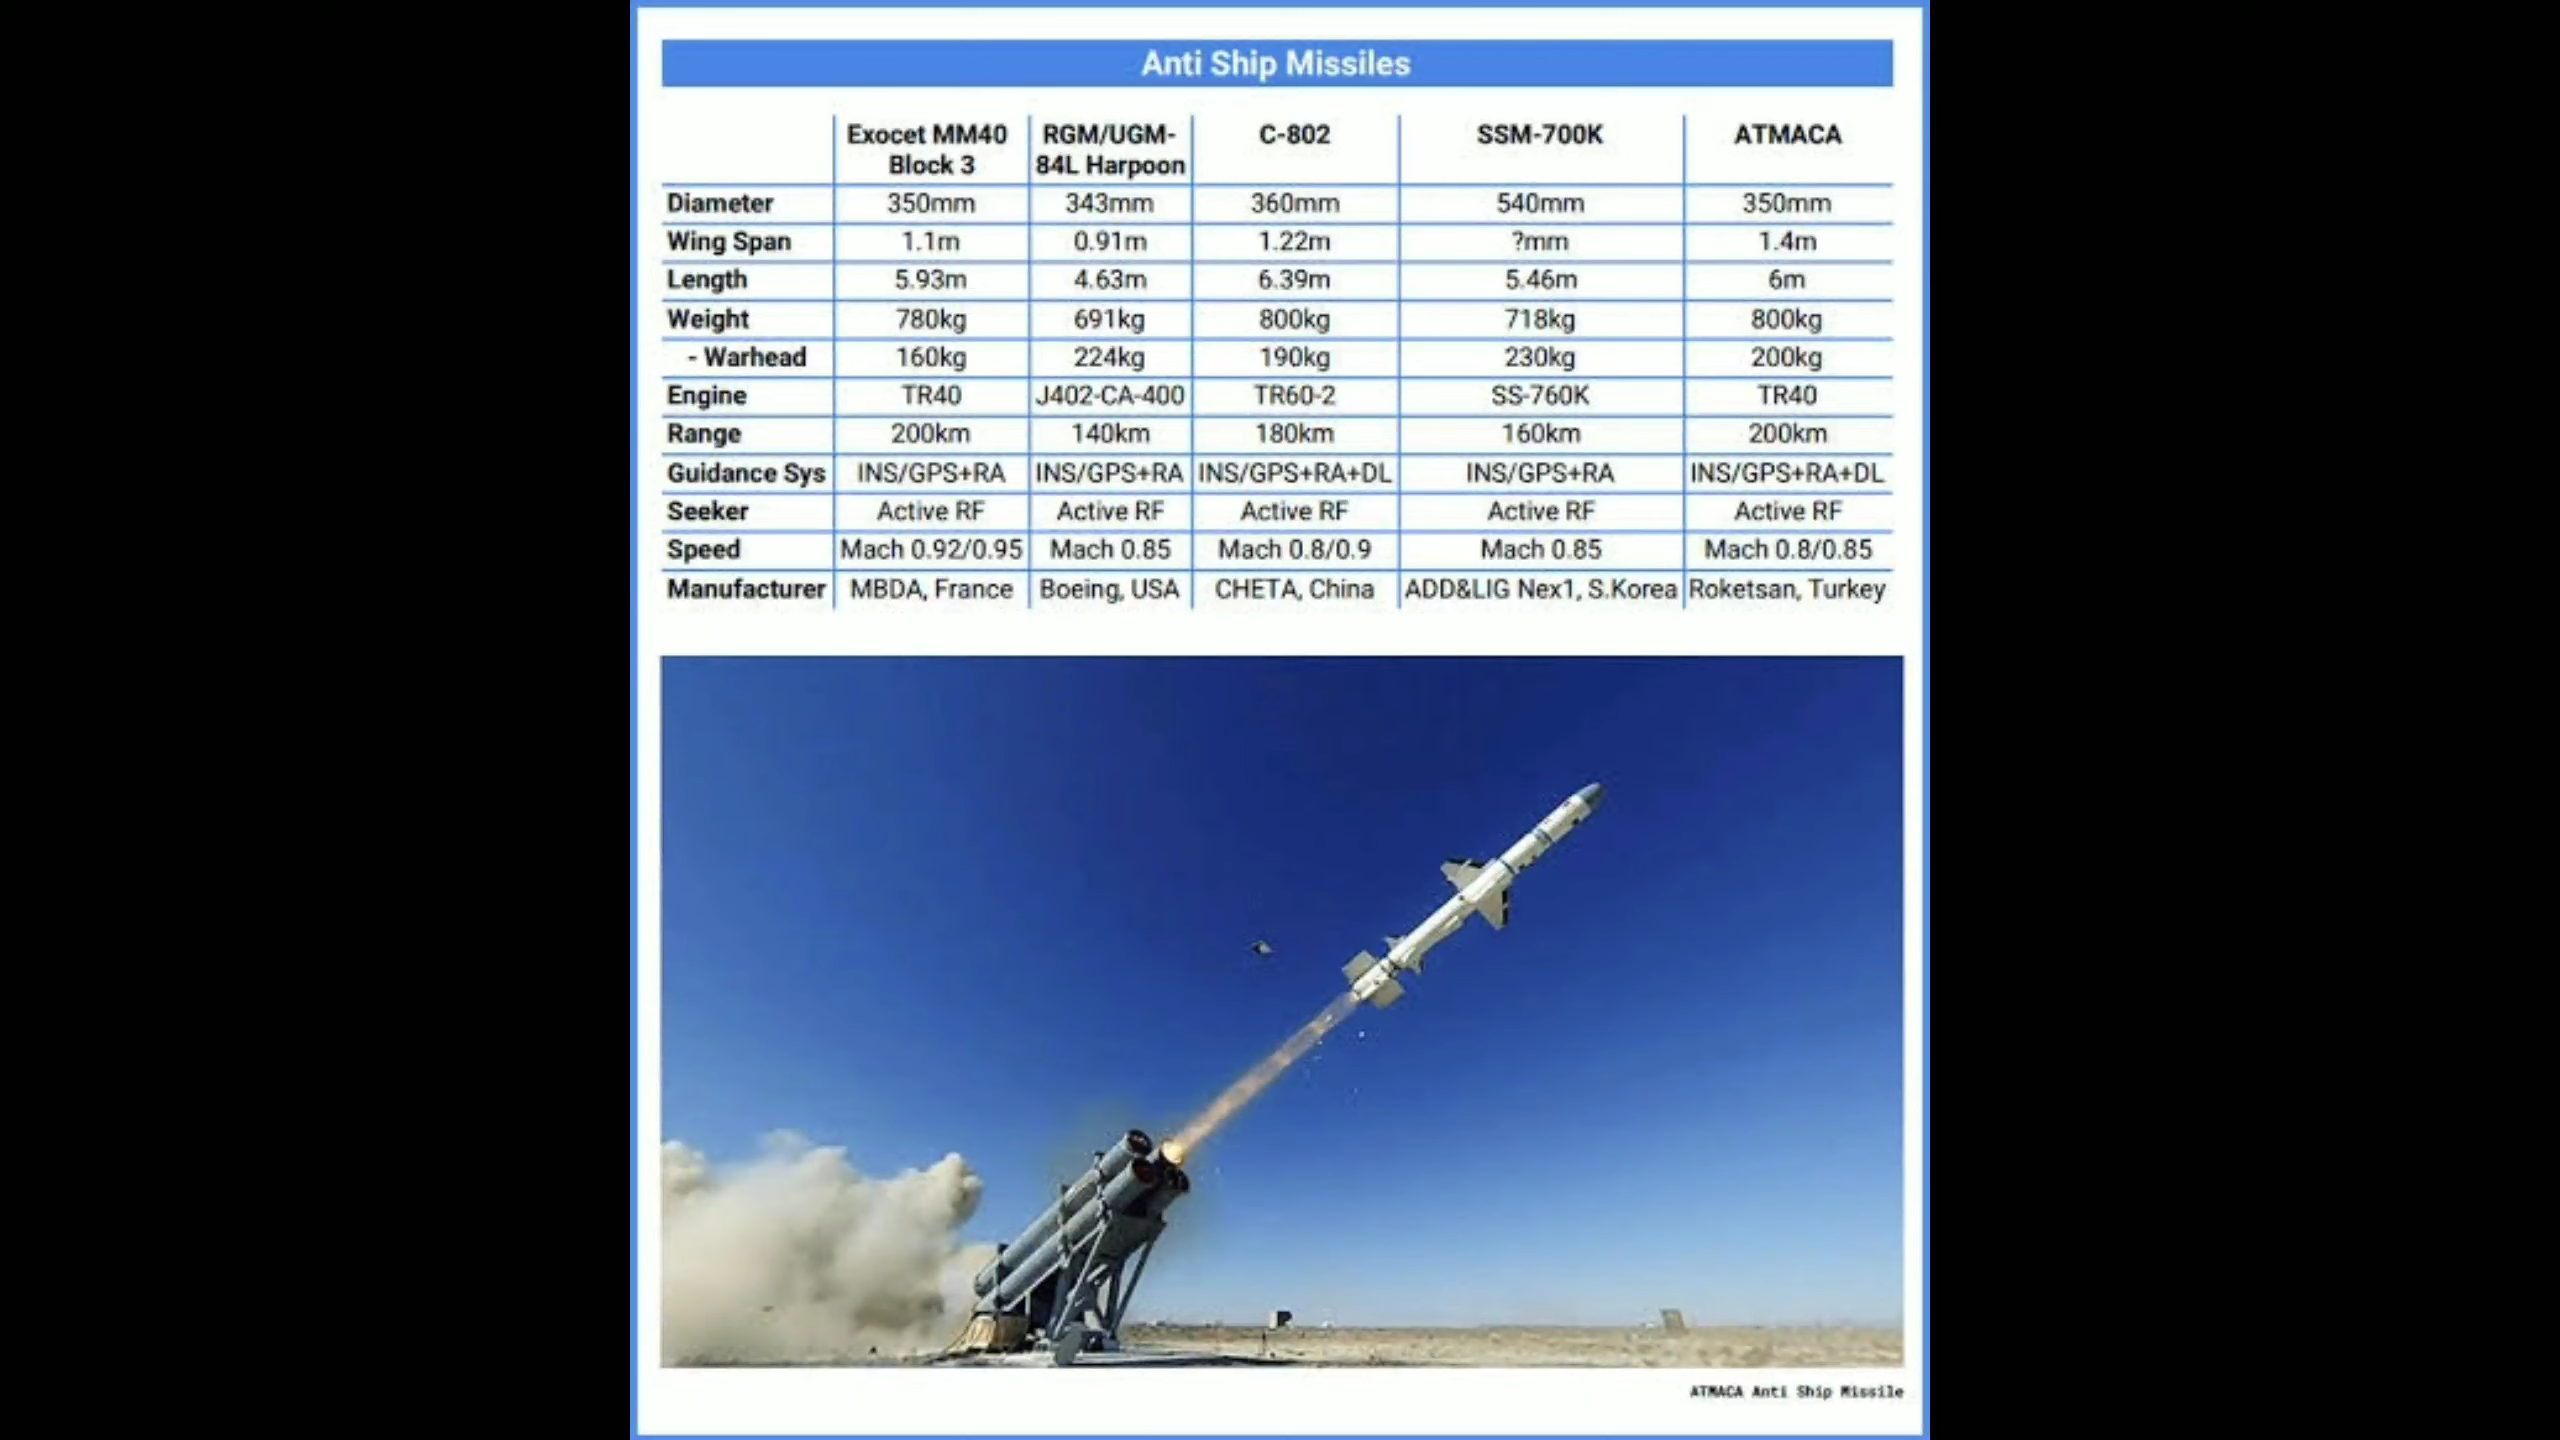 Anti Ship Missiles
Exocet MM40 Block 3 RGM/UGM-84L Harpoon C-802 SSM-700K ATMACA
Diameter 350mm 343mm 360mm 540mm 350mm
Wing Span 1.1m 0.91m 1.22m ?mm 1.4m
Length 5.93m 4.63m 6.39m 5.46m 6m
Weight 780kg 691kg 800kg 718kg 800kg
- Warhead 160kg 224kg 190kg 230kg 200kg
Engine TR40 J402-CA-400 TR60-2 SS-760K TR40
Range 200km 140km 180km 160km 200km
Guidance Sys INS/GPS+RA INS/GPS+RA INS/GPS+RA+DL INS/GPS+RA INS/GPS+RA+DL
Seeker Active RF Active RF Active RF Active RF Active RF
Speed Mach 0.92/0.95 Mach 0.85 Mach 0.8/0.9 Mach 0.85 Mach 0.8/0.85
Manufacturer MBDA, France Boeing, USA CHETA, China ADD&LIG Nex1, S.Korea Roketsan, Turkey
ATMACA Anti Ship Missile